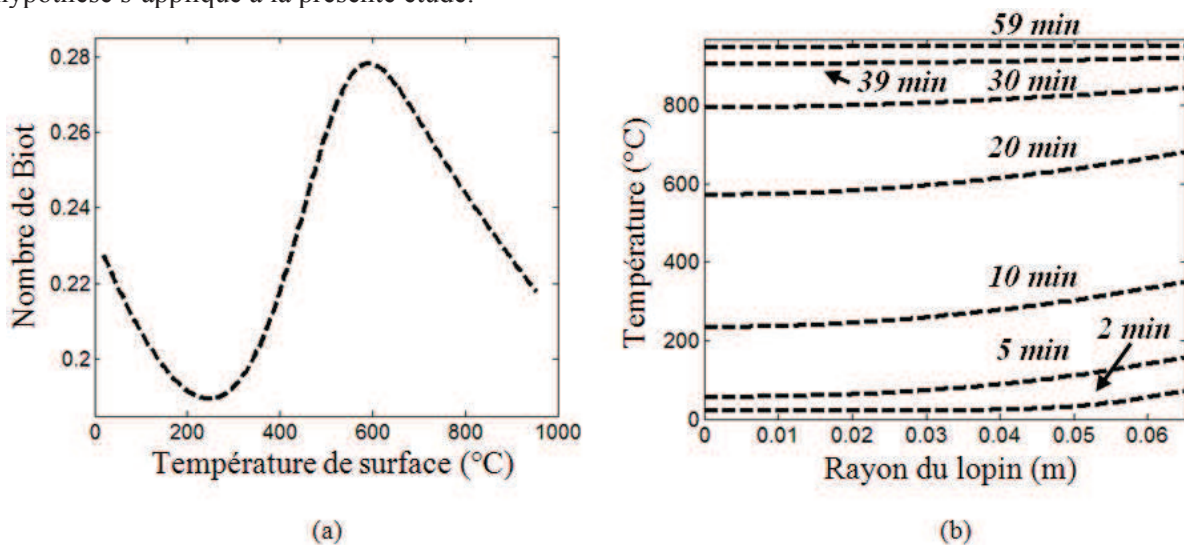 hypothèse s'applique à la présente étude.
0.28
0.26
0.24
0.22
0.2
Nombre de Biot
0
200
400
600
800
1000
Température de surface (°C)
(a)
59 min
39 min
30 min
20 min
10 min
5 min
2 min
800
600
400
200
0
Température (°C)
0
0.01
0.02
0.03
0.04
0.05
0.06
Rayon du lopin (m)
(b)